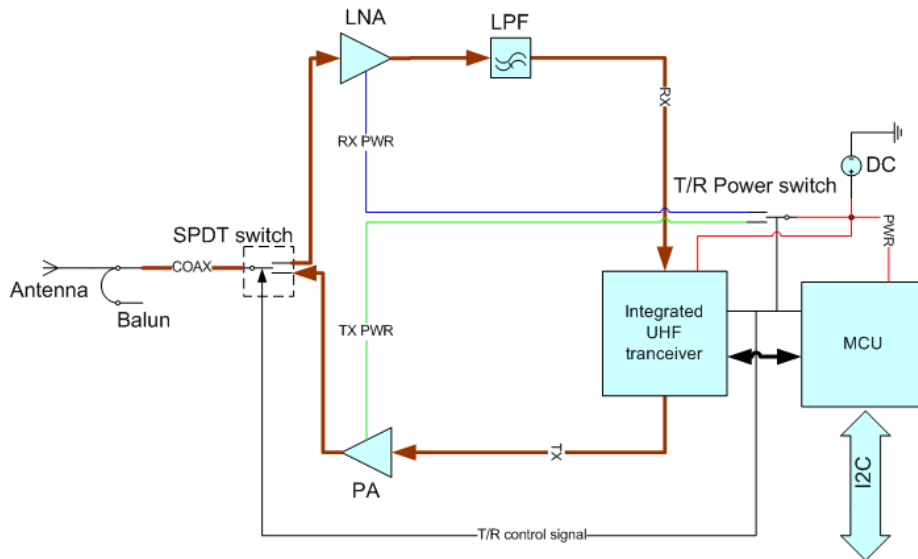 LNA
LPF
RX
RX PWR
DC
T/R Power switch
PWR
SPDT switch
COAX
Antenna
Balun
TX PWR
Integrated
UHF
tranceiver
MCU
TX
PA
I2C
T/R control signal